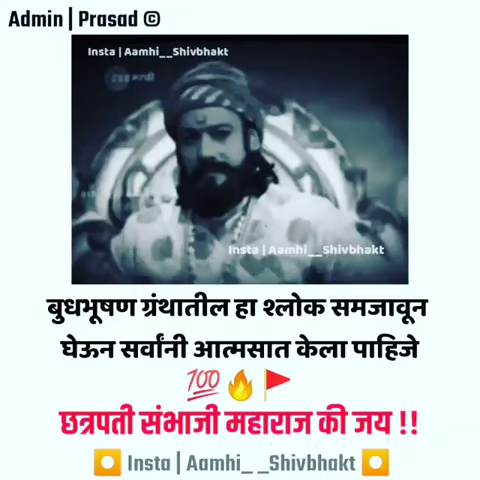 Admin | Prasad ©
Insta | Aamhi__Shivbhakt
Insta | Aamhi__Shivbhakt
बुधभूषण ग्रंथातील हा श्लोक समजावून
घेऊन सर्वांनी आत्मसात केला पाहिजे
💯🔥🚩
छत्रपती संभाजी महाराज की जय !!
Insta | Aamhi_ _Shivbhakt